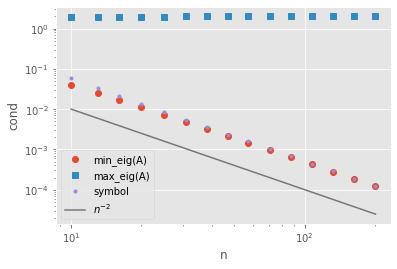 10⁰
10⁻¹
10⁻²
10⁻³
10⁻⁴
cond
min_eig(A)
max_eig(A)
symbol
n⁻²
10¹
10²
n